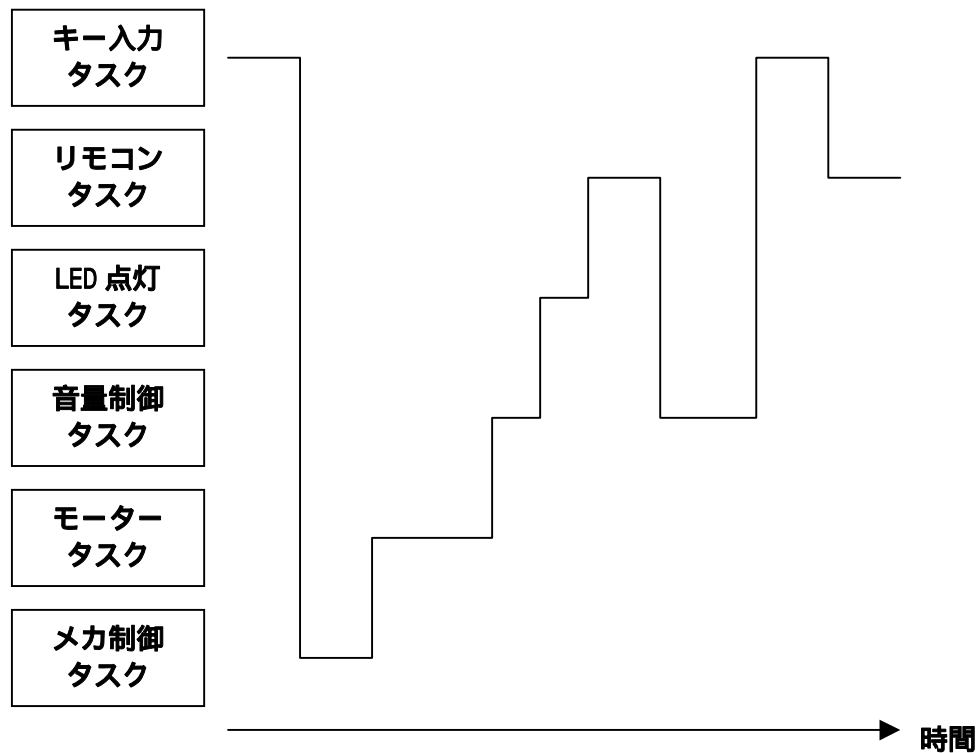 キー入力
タスク
リモコン
タスク
LED 点灯
タスク
音量制御
タスク
モーター
タスク
メカ制御
タスク
時間